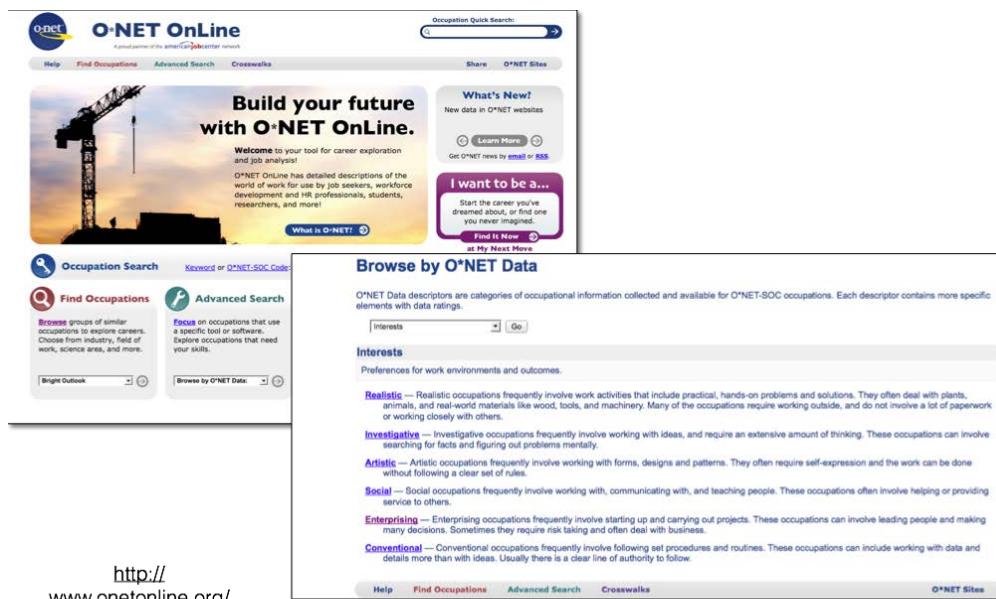 o*net
O*NET OnLine
A proud partner of the americanjobcenter network
Occupation Quick Search:
Help Find Occupations Advanced Search Crosswalks Share O*NET Sites
Build your future
with O*NET OnLine.
Welcome to your tool for career exploration
and job analysis!
O*NET OnLine has detailed descriptions of the
world of work for use by job seekers, workforce
development and HR professionals, students,
researchers, and more!
What is O*NET?
What's New?
New data in O*NET websites
Learn More
Get O*NET news by email or RSS.
I want to be a...
Start the career you've
dreamed about, or find one
you never imagined.
Find It Now
at My Next Move
Occupation Search Keyword or O*NET-SOC Code:
Find Occupations
Browse groups of similar
occupations to explore careers.
Choose from industry, field of
work, science area, and more.
Bright Outlook
Advanced Search
Focus on occupations that use
a specific tool or software.
Explore occupations that need
your skills.
Browse by O*NET Data:
Browse by O*NET Data
O*NET Data descriptors are categories of occupational information collected and available for O*NET-SOC occupations. Each descriptor contains more specific
elements with data ratings.
Interests Go
Interests
Preferences for work environments and outcomes.
Realistic — Realistic occupations frequently involve work activities that include practical, hands-on problems and solutions. They often deal with plants,
animals, and real-world materials like wood, tools, and machinery. Many of the occupations require working outside, and do not involve a lot of paperwork
or working closely with others.
Investigative — Investigative occupations frequently involve working with ideas, and require an extensive amount of thinking. These occupations can involve
searching for facts and figuring out problems mentally.
Artistic — Artistic occupations frequently involve working with forms, designs and patterns. They often require self-expression and the work can be done
without following a clear set of rules.
Social — Social occupations frequently involve working with, communicating with, and teaching people. These occupations often involve helping or providing
service to others.
Enterprising — Enterprising occupations frequently involve starting up and carrying out projects. These occupations can involve leading people and making
many decisions. Sometimes they require risk taking and often deal with business.
Conventional — Conventional occupations frequently involve following set procedures and routines. These occupations can include working with data and
details more than with ideas. Usually there is a clear line of authority to follow.
Help Find Occupations Advanced Search Crosswalks O*NET Sites
http://
www.onetonline.org/